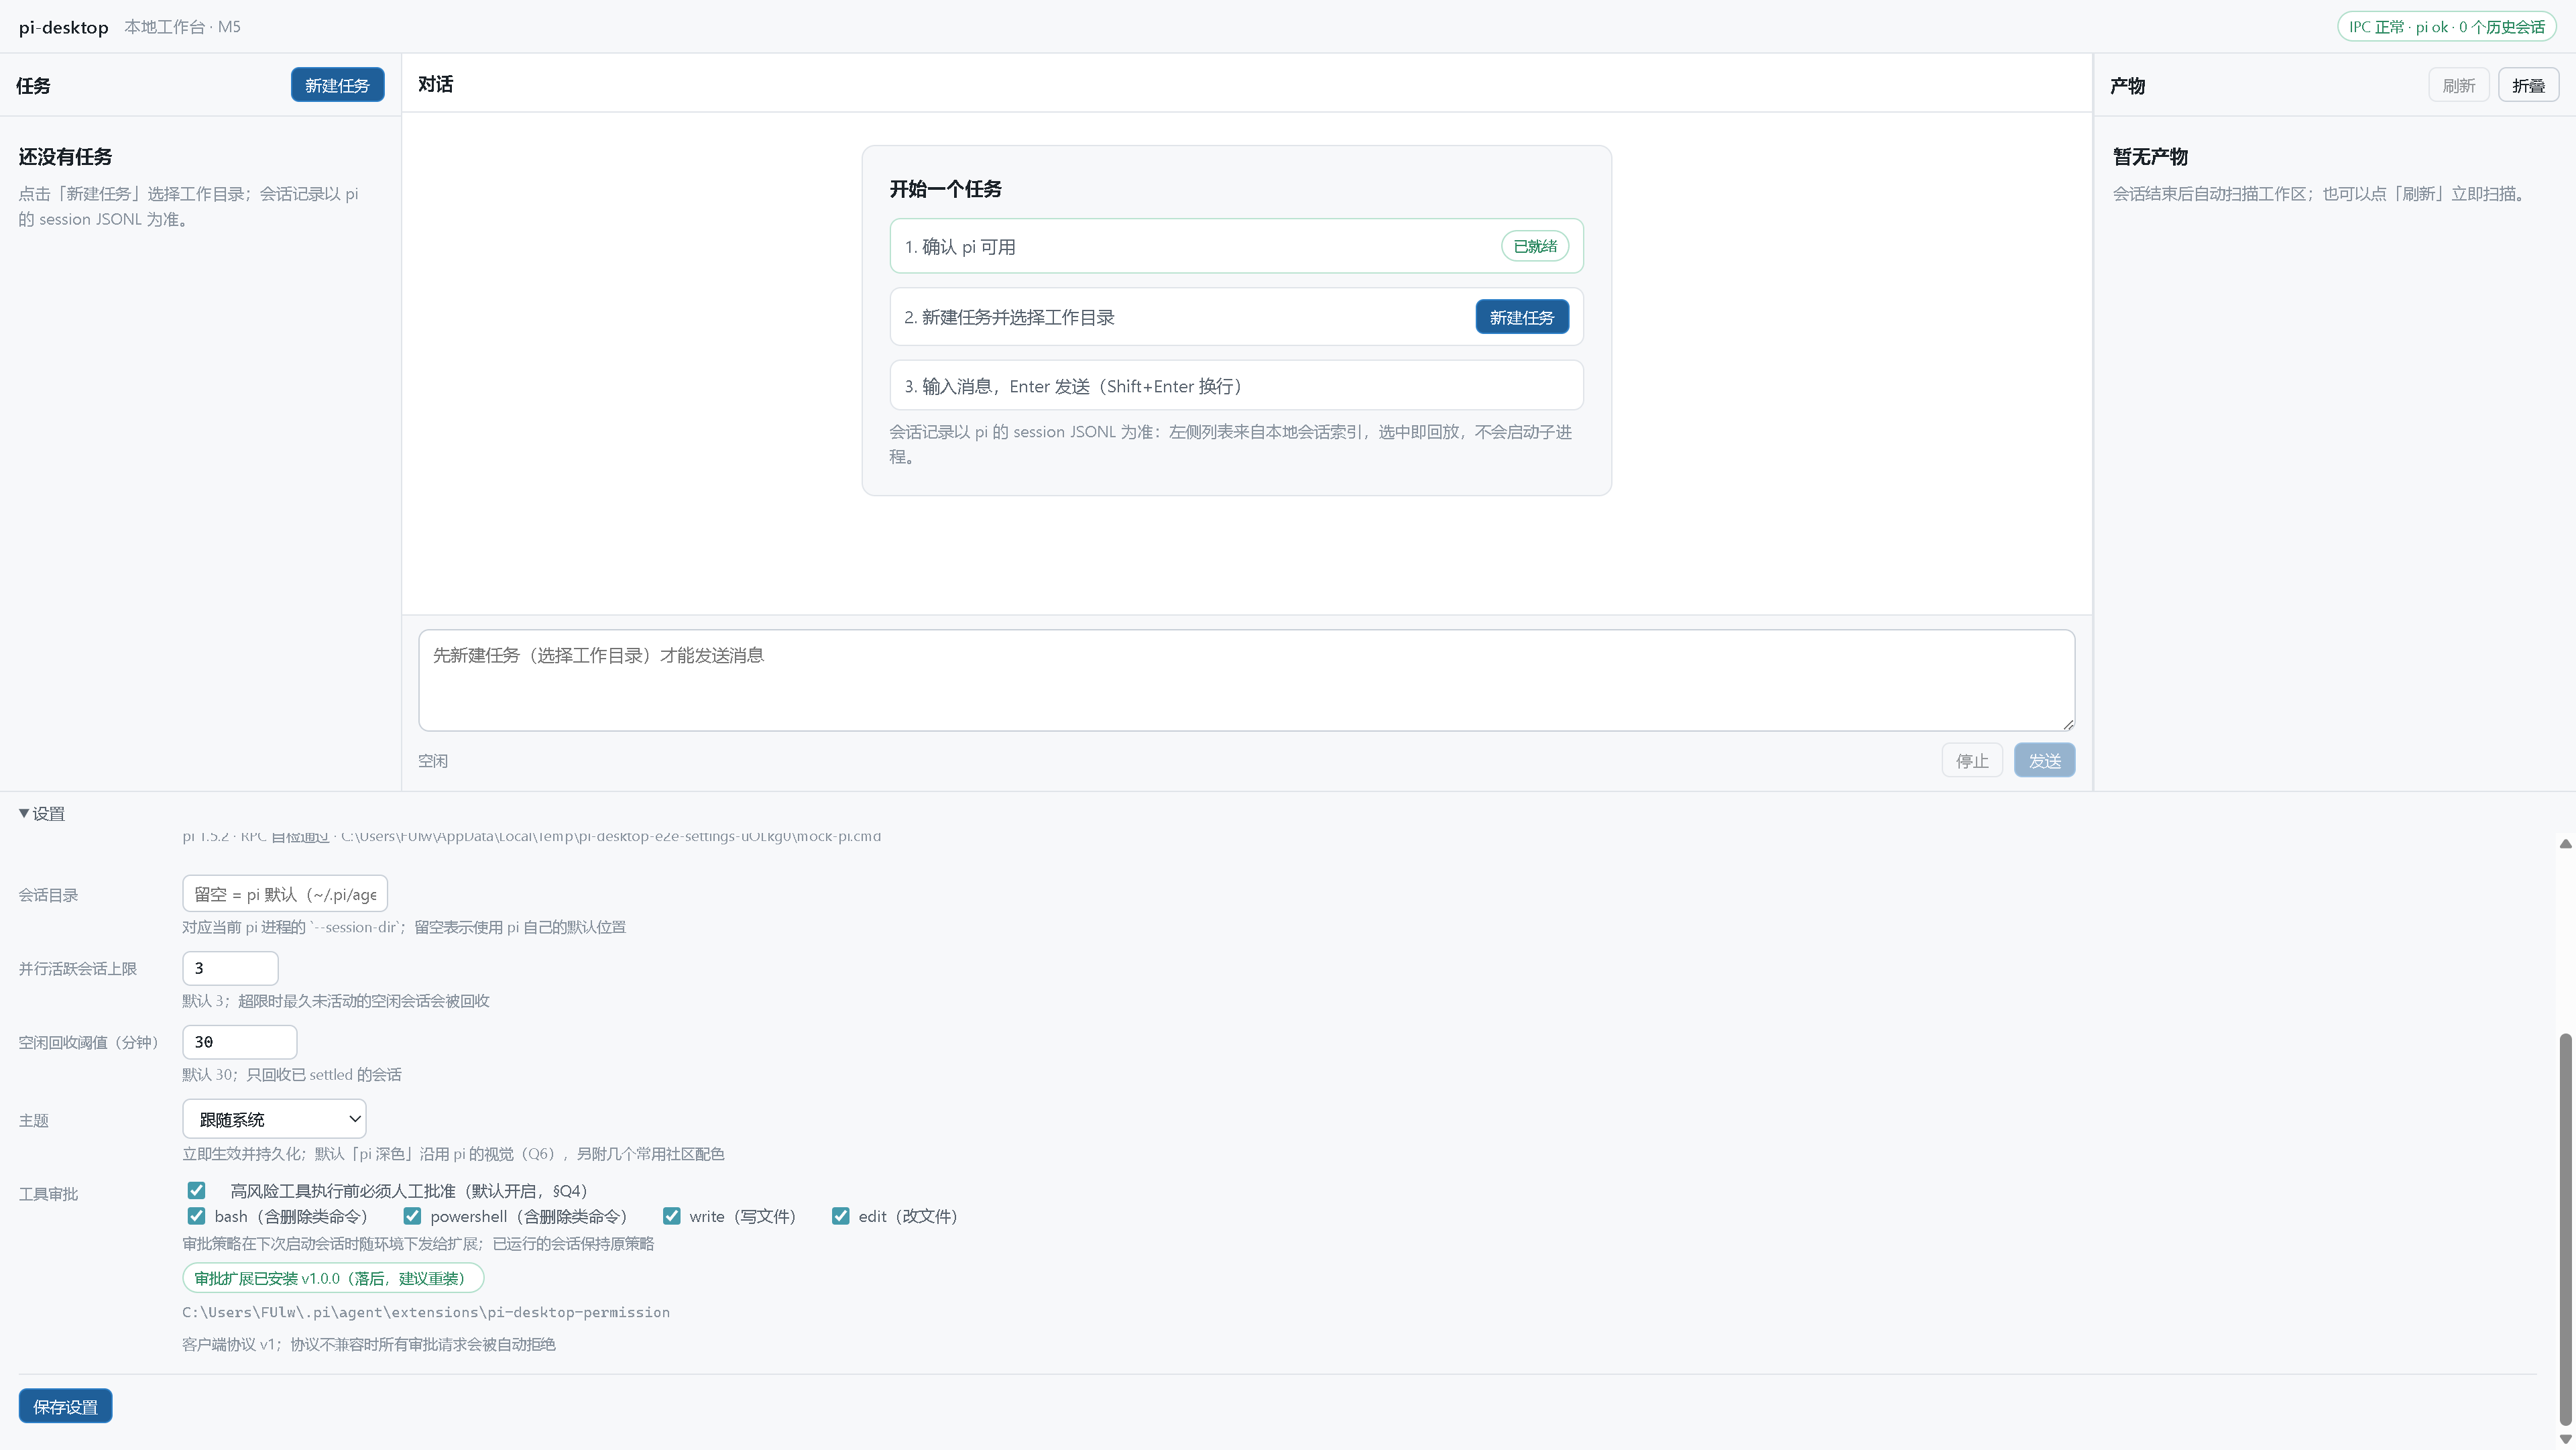 pi-desktop 本地工作台 · M5
IPC 正常 · pi ok · 0 个历史会话
任务
新建任务
还没有任务
点击「新建任务」选择工作目录；会话记录以 pi
的 session JSONL 为准。
对话
开始一个任务
1. 确认 pi 可用
已就绪
2. 新建任务并选择工作目录
新建任务
3. 输入消息，Enter 发送（Shift+Enter 换行）
会话记录以 pi 的 session JSONL 为准：左侧列表来自本地会话索引，选中即回放，不会启动子进
程。
先新建任务（选择工作目录）才能发送消息
空闲
停止
发送
产物
刷新
折叠
暂无产物
会话结束后自动扫描工作区；也可以点「刷新」立即扫描。
▼设置
pi 1.5.2 · RPC 自检通过 · C:\Users\FUlw\AppData\Local\Temp\pi-desktop-e2e-settings-uOLkg0\mock-pi.cmd
会话目录
留空 = pi 默认（~/.pi/age
对应当前 pi 进程的 `--session-dir`；留空表示使用 pi 自己的默认位置
并行活跃会话上限
3
默认 3；超限时最久未活动的空闲会话会被回收
空闲回收阈值（分钟）
30
默认 30；只回收已 settled 的会话
主题
跟随系统
立即生效并持久化；默认「pi 深色」沿用 pi 的视觉（Q6），另附几个常用社区配色
工具审批
高风险工具执行前必须人工批准（默认开启，§Q4）
bash（含删除类命令） powershell（含删除类命令） write（写文件） edit（改文件）
审批策略在下次启动会话时随环境下发给扩展；已运行的会话保持原策略
审批扩展已安装 v1.0.0（落后，建议重装）
C:\Users\FUlw\.pi\agent\extensions\pi-desktop-permission
客户端协议 v1；协议不兼容时所有审批请求会被自动拒绝
保存设置